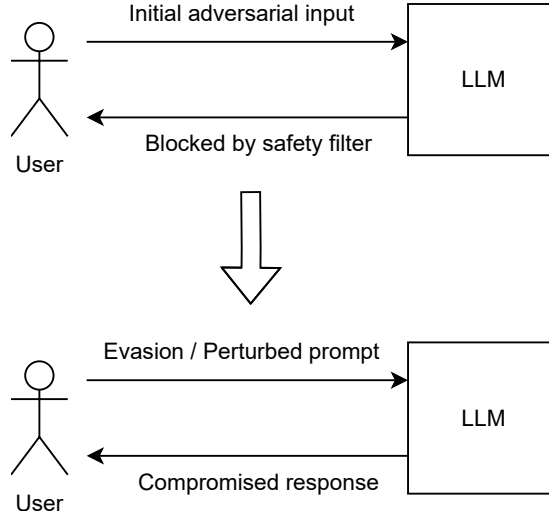 Initial adversarial input
LLM
Blocked by safety filter
User
Evasion / Perturbed prompt
LLM
Compromised response
User